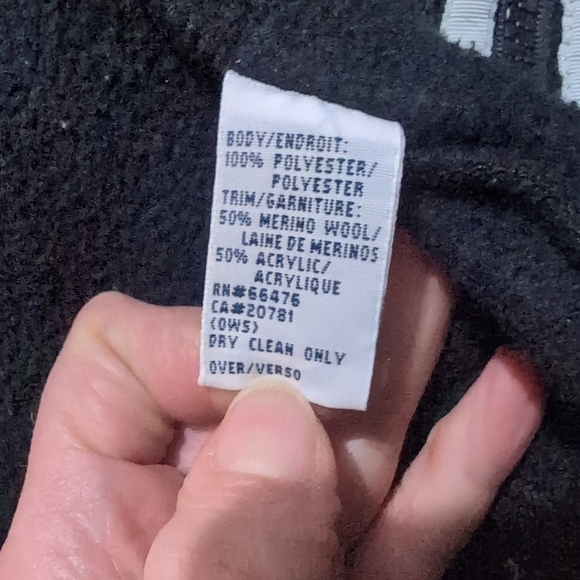 BODY/ENDROIT:
100% POLYESTER/
POLYESTER
TRIM/GARNITURE:
50% MERINO WOOL/
LAINE DE MERINOS
50% ACRYLIC/
ACRYLIQUE
RN#66476
CA#20781
(OWS)
DRY CLEAN ONLY
OVER/VERSO